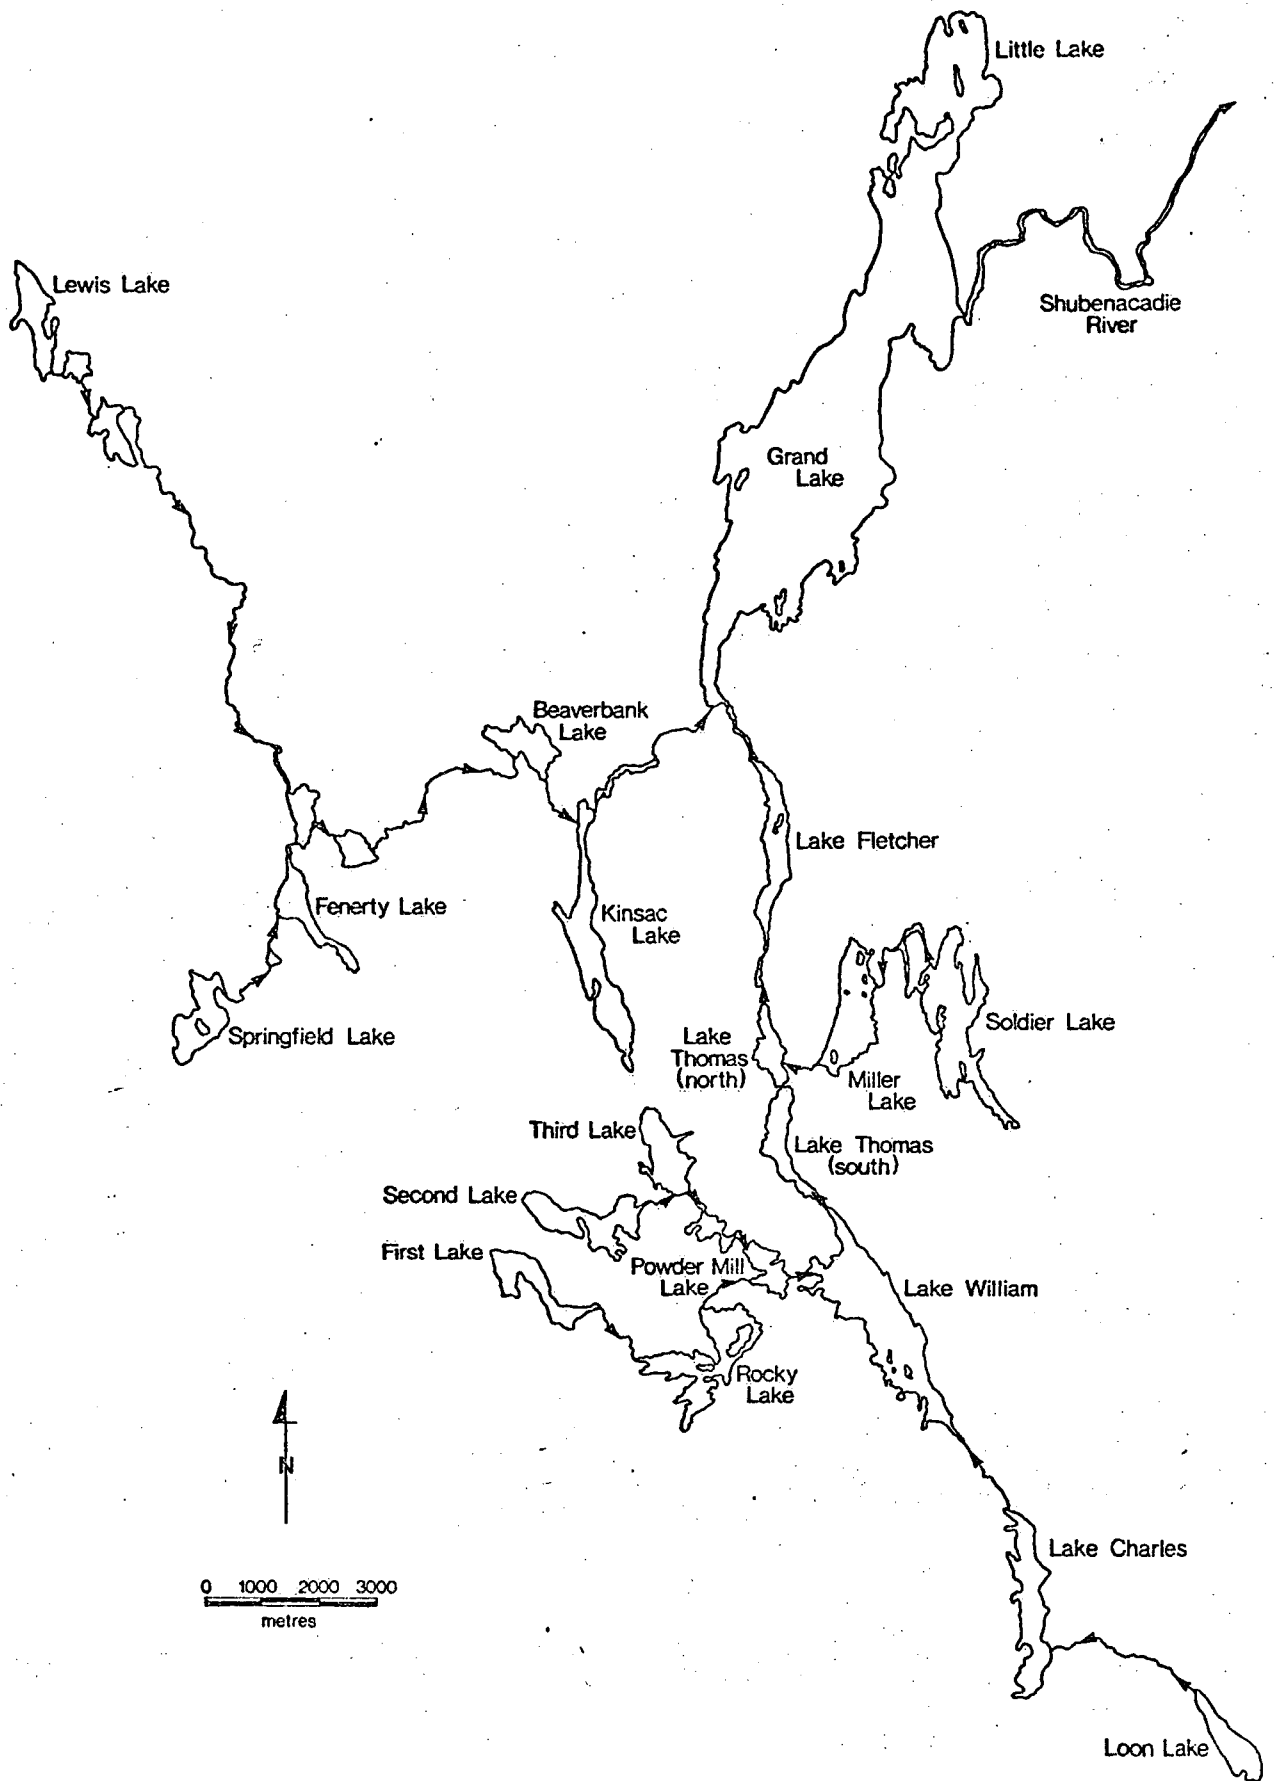 Little Lake
Lewis Lake
Shubenacadie
River
Grand
Lake
Beaverbank
Lake
Lake Fletcher
Fenerty Lake
Kinsac
Lake
Springfield Lake
Soldier Lake
Lake
Thomas
(north)
Miller
Lake
Third Lake
Lake Thomas
(south)
Second Lake
First Lake
Powder Mill
Lake
Lake William
Rocky
Lake
N
Lake Charles
0 1000 2000 3000
metres
Loon Lake